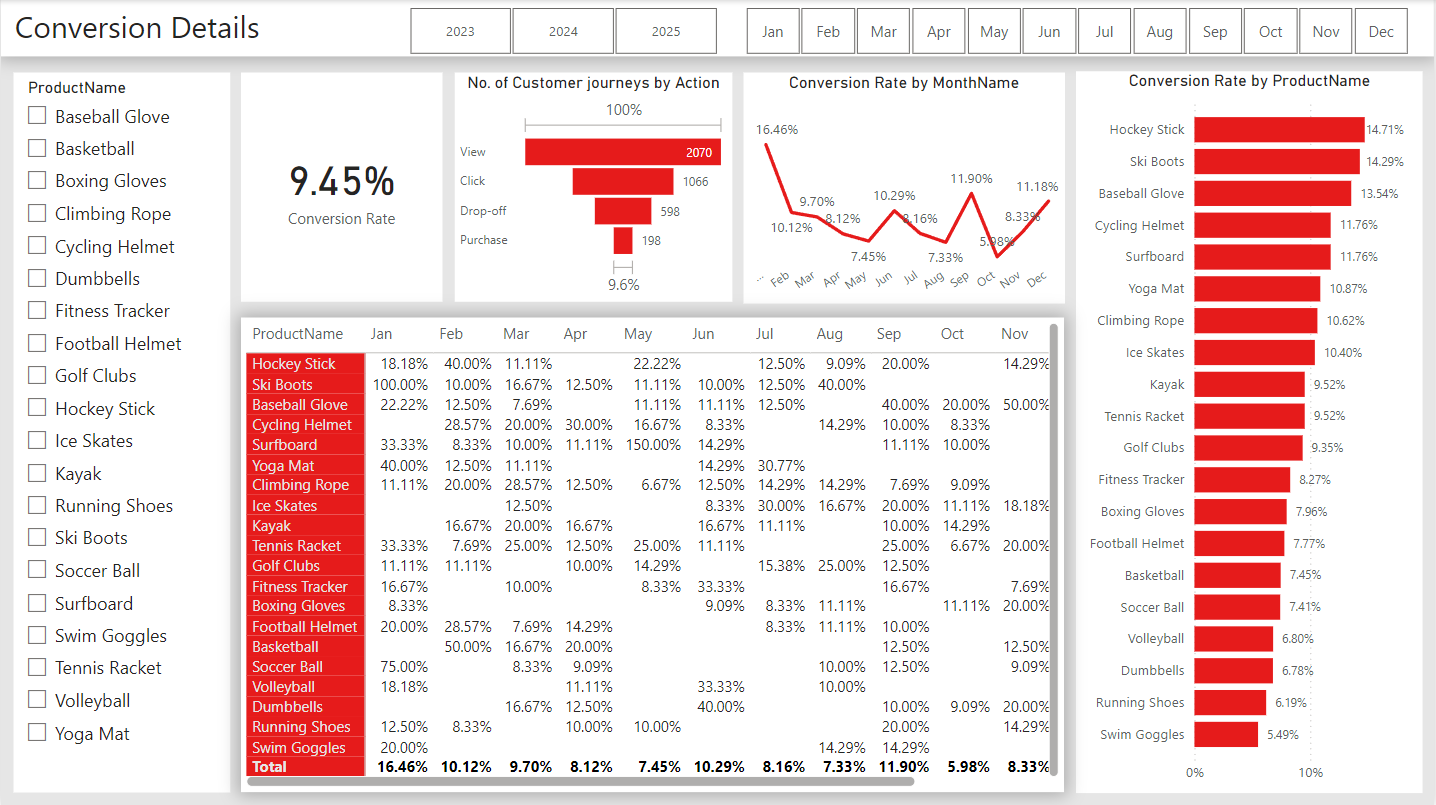 Conversion Details
2023 2024 2025
Jan Feb Mar Apr May Jun Jul Aug Sep Oct Nov Dec
ProductName
Baseball Glove
Basketball
Boxing Gloves
Climbing Rope
Cycling Helmet
Dumbbells
Fitness Tracker
Football Helmet
Golf Clubs
Hockey Stick
Ice Skates
Kayak
Running Shoes
Ski Boots
Soccer Ball
Surfboard
Swim Goggles
Tennis Racket
Volleyball
Yoga Mat
9.45%
Conversion Rate
No. of Customer journeys by Action
100%
View 2070
Click 1066
Drop-off 598
Purchase 198
9.6%
Conversion Rate by MonthName
16.46%
10.12%
9.70%
8.12%
7.45%
10.29%
8.16%
7.33%
11.90%
5.98%
8.33%
11.18%
... Feb Mar Apr May Jun Jul Aug Sep Oct Nov Dec
ProductName Jan Feb Mar Apr May Jun Jul Aug Sep Oct Nov
Hockey Stick 18.18% 40.00% 11.11% 22.22% 12.50% 9.09% 20.00% 14.29%
Ski Boots 100.00% 10.00% 16.67% 12.50% 11.11% 10.00% 12.50% 40.00%
Baseball Glove 22.22% 12.50% 7.69% 11.11% 11.11% 12.50% 40.00% 20.00% 50.00%
Cycling Helmet 28.57% 20.00% 30.00% 16.67% 8.33% 14.29% 10.00% 8.33%
Surfboard 33.33% 8.33% 10.00% 11.11% 150.00% 14.29% 11.11% 10.00%
Yoga Mat 40.00% 12.50% 11.11% 14.29% 30.77%
Climbing Rope 11.11% 20.00% 28.57% 12.50% 6.67% 12.50% 14.29% 14.29% 7.69% 9.09%
Ice Skates 12.50% 8.33% 30.00% 16.67% 20.00% 11.11% 18.18%
Kayak 16.67% 20.00% 16.67% 16.67% 11.11% 10.00% 14.29%
Tennis Racket 33.33% 7.69% 25.00% 12.50% 25.00% 11.11% 25.00% 6.67% 20.00%
Golf Clubs 11.11% 11.11% 10.00% 14.29% 15.38% 25.00% 12.50%
Fitness Tracker 16.67% 10.00% 8.33% 33.33% 16.67% 7.69%
Boxing Gloves 8.33% 9.09% 8.33% 11.11% 11.11% 20.00%
Football Helmet 20.00% 28.57% 7.69% 14.29% 8.33% 11.11% 10.00%
Basketball 50.00% 16.67% 20.00% 12.50% 12.50%
Soccer Ball 75.00% 8.33% 9.09% 10.00% 12.50% 9.09%
Volleyball 18.18% 11.11% 33.33% 10.00%
Dumbbells 16.67% 12.50% 40.00% 10.00% 9.09% 20.00%
Running Shoes 12.50% 8.33% 10.00% 10.00% 20.00% 14.29%
Swim Goggles 20.00% 14.29% 14.29%
Total 16.46% 10.12% 9.70% 8.12% 7.45% 10.29% 8.16% 7.33% 11.90% 5.98% 8.33%
Conversion Rate by ProductName
Hockey Stick 14.71%
Ski Boots 14.29%
Baseball Glove 13.54%
Cycling Helmet 11.76%
Surfboard 11.76%
Yoga Mat 10.87%
Climbing Rope 10.62%
Ice Skates 10.40%
Kayak 9.52%
Tennis Racket 9.52%
Golf Clubs 9.35%
Fitness Tracker 8.27%
Boxing Gloves 7.96%
Football Helmet 7.77%
Basketball 7.45%
Soccer Ball 7.41%
Volleyball 6.80%
Dumbbells 6.78%
Running Shoes 6.19%
Swim Goggles 5.49%
0% 10%